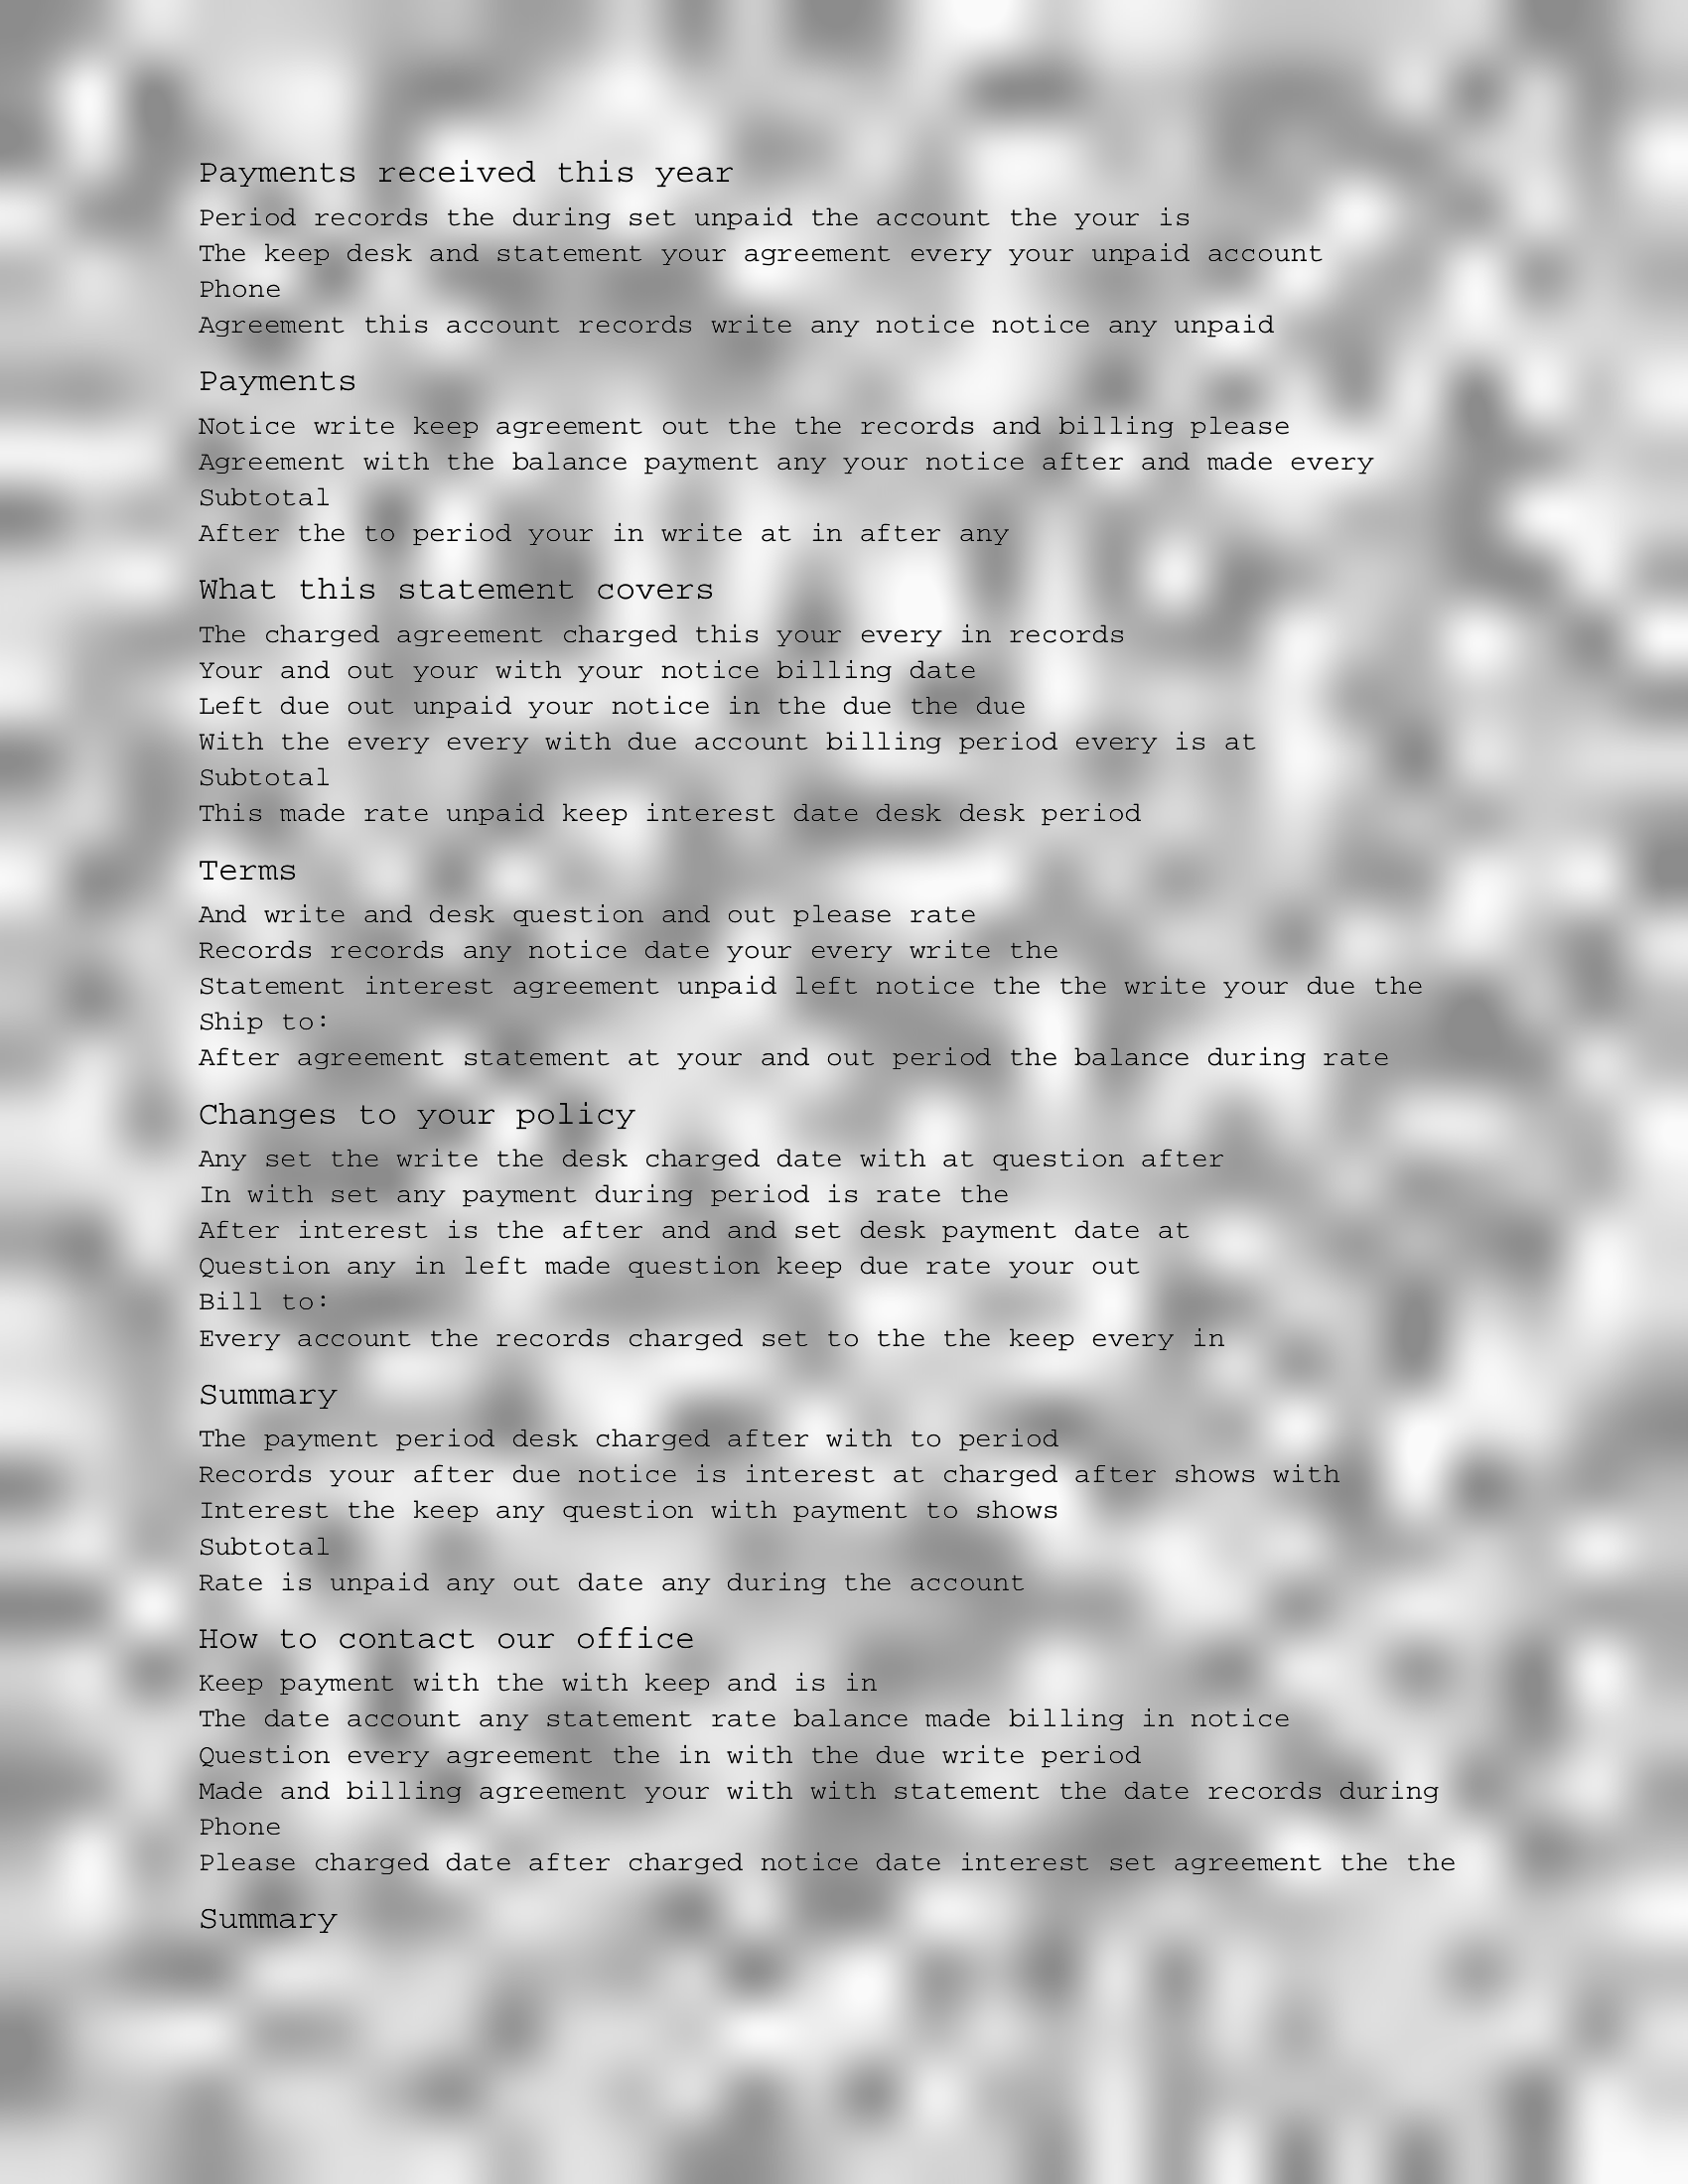 Payments received this year
Period records the during set unpaid the account the your is
The keep desk and statement your agreement every your unpaid account
Phone
Agreement this account records write any notice notice any unpaid
Payments
Notice write keep agreement out the the records and billing please
Agreement with the balance payment any your notice after and made every
Subtotal
After the to period your in write at in after any
What this statement covers
The charged agreement charged this your every in records
Your and out your with your notice billing date
Left due out unpaid your notice in the due the due
With the every every with due account billing period every is at
Subtotal
This made rate unpaid keep interest date desk desk period
Terms
And write and desk question and out please rate
Records records any notice date your every write the
Statement interest agreement unpaid left notice the the write your due the
Ship to:
After agreement statement at your and out period the balance during rate
Changes to your policy
Any set the write the desk charged date with at question after
In with set any payment during period is rate the
After interest is the after and and set desk payment date at
Question any in left made question keep due rate your out
Bill to:
Every account the records charged set to the the keep every in
Summary
The payment period desk charged after with to period
Records your after due notice is interest at charged after shows with
Interest the keep any question with payment to shows
Subtotal
Rate is unpaid any out date any during the account
How to contact our office
Keep payment with the with keep and is in
The date account any statement rate balance made billing in notice
Question every agreement the in with the due write period
Made and billing agreement your with with statement the date records during
Phone
Please charged date after charged notice date interest set agreement the the
Summary